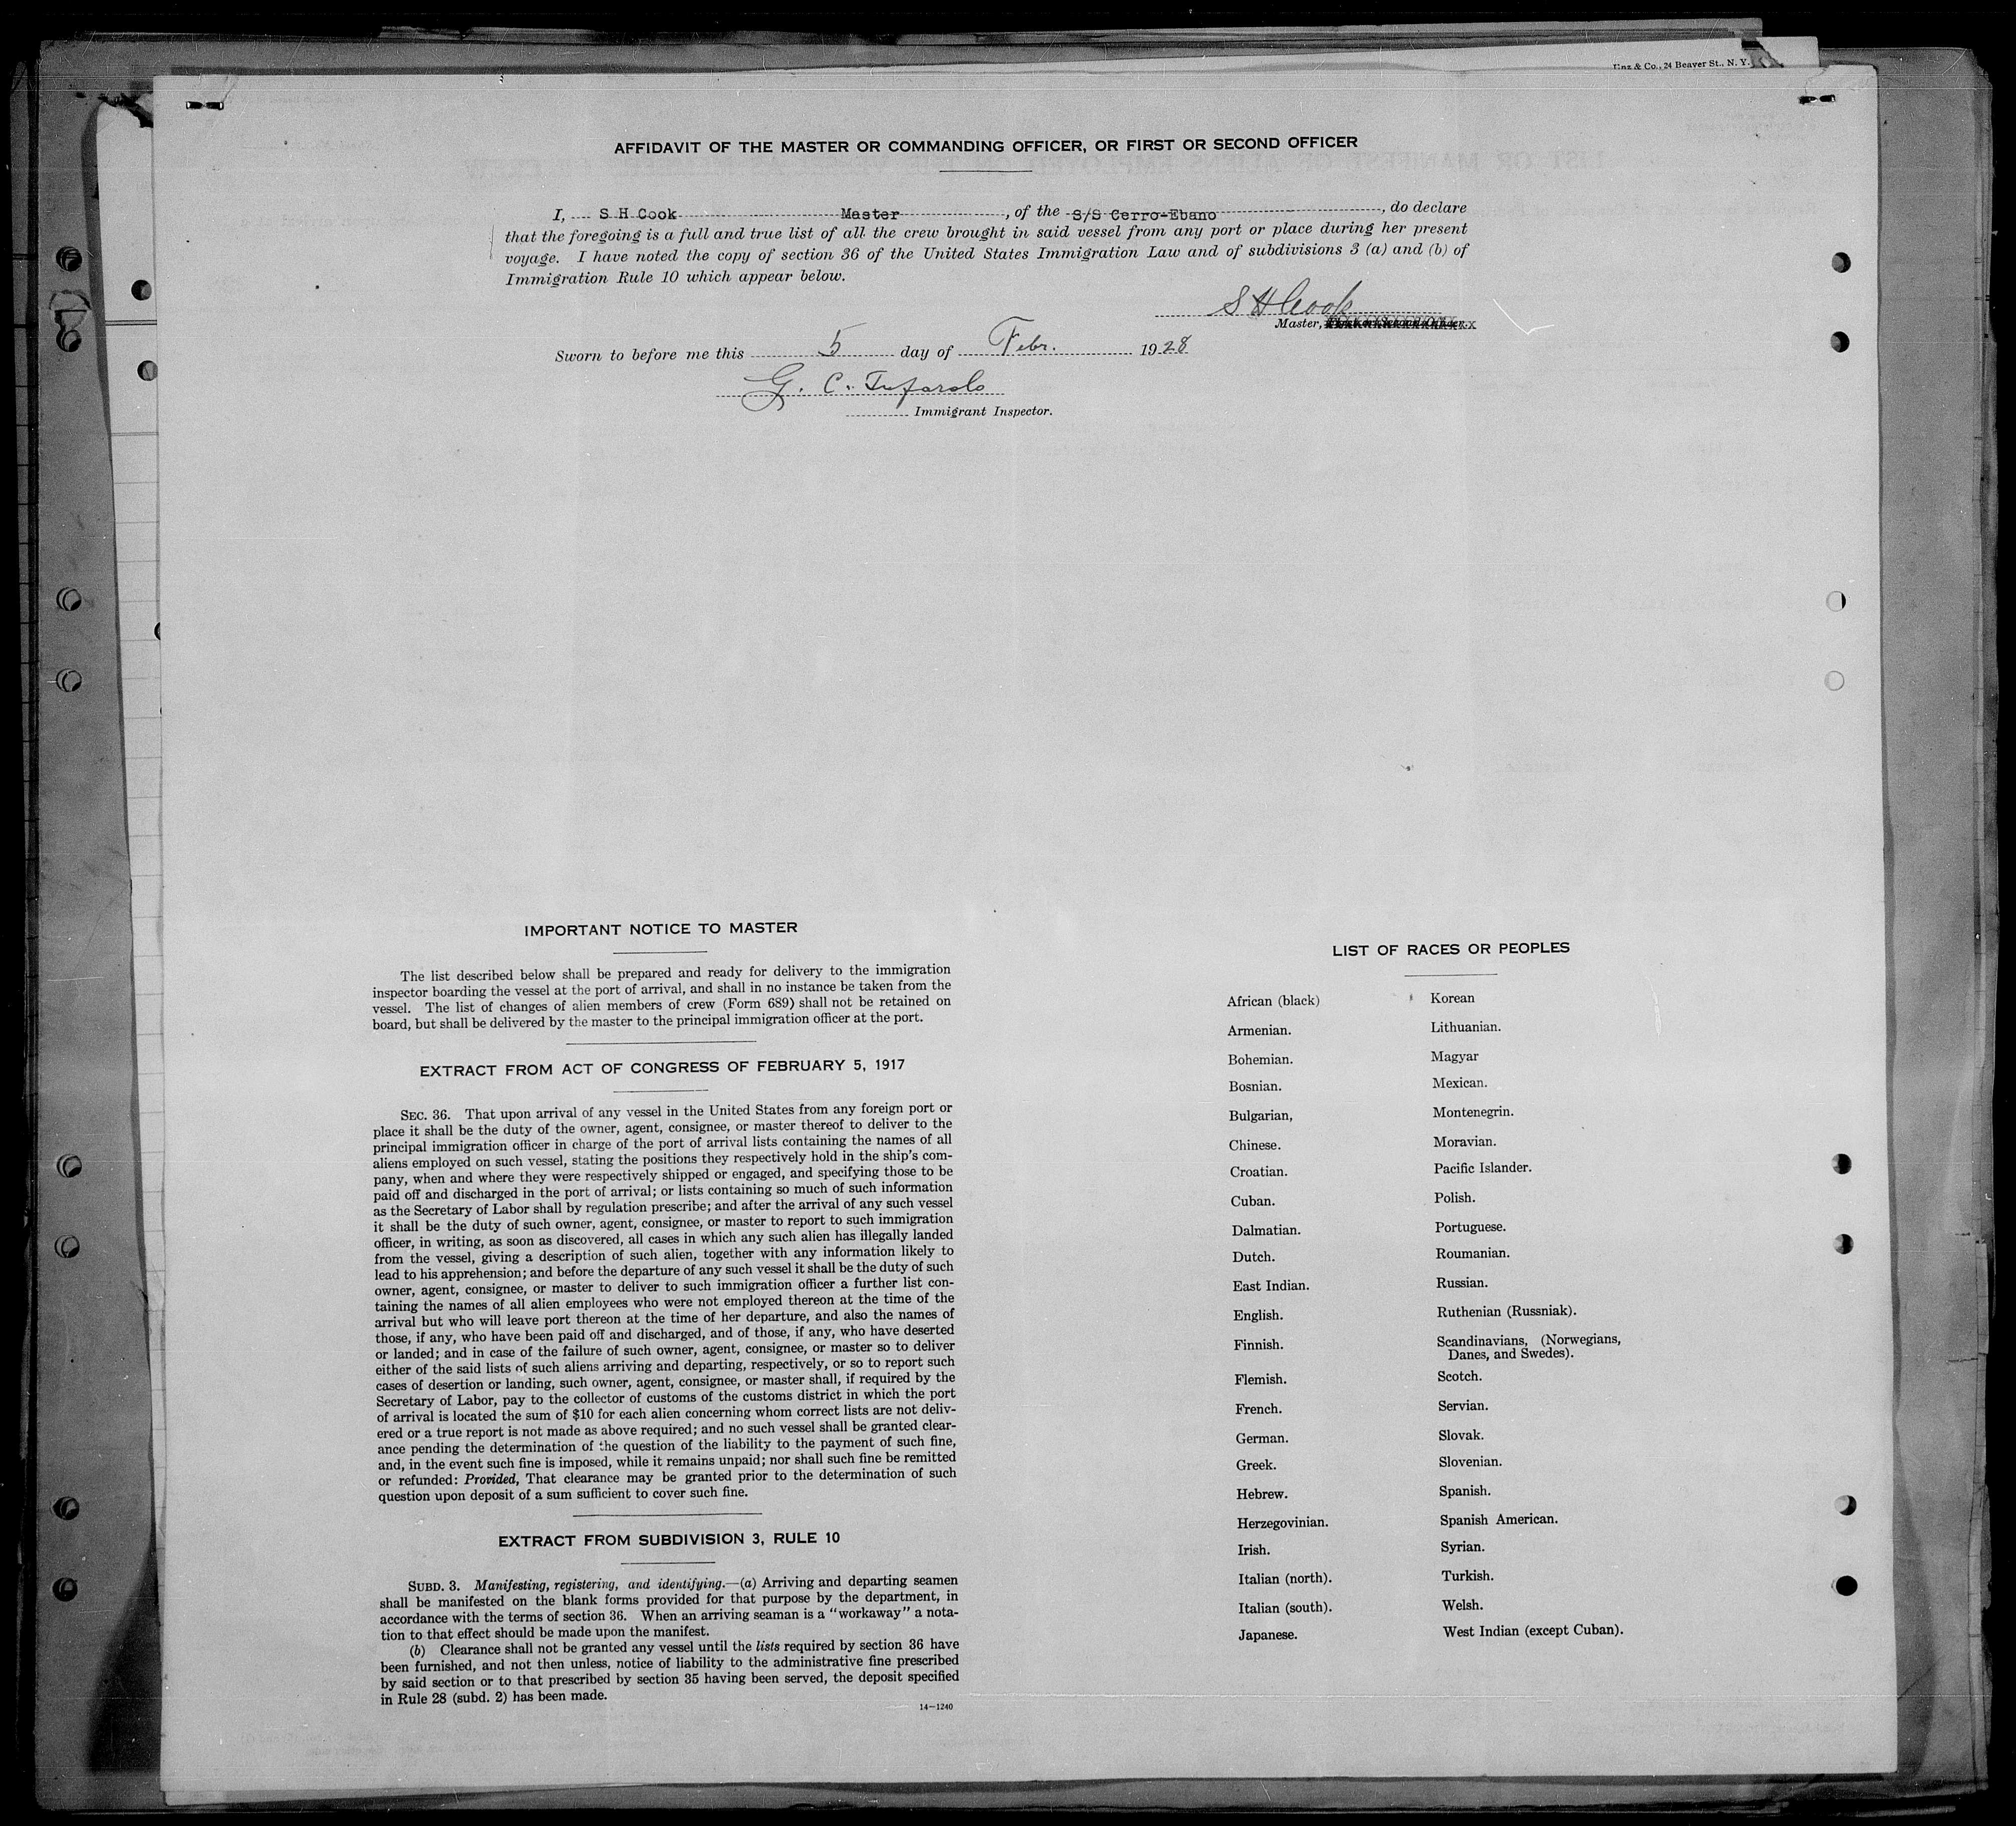 & Co., 24 Beaver St., N. Y.
AFFIDAVIT OF THE MASTER OR COMMANDING OFFICER, OR FIRST OR SECOND OFFICER
I, S H Cook Master, of the S/S Cerro-Ebano, do declare
that the foregoing is a full and true list of all the crew brought in said vessel from any port or place during her present
voyage. I have noted the copy of section 36 of the United States Immigration Law and of subdivisions 3 (a) and (b) of
Immigration Rule 10 which appear below.
S H Cook
Master,
Sworn to before me this 5 day of Febr. 1928
G. C.
Immigrant Inspector.
IMPORTANT NOTICE TO MASTER
The list described below shall be prepared and ready for delivery to the immigration
inspector boarding the vessel at the port of arrival, and shall in no instance be taken from the
vessel. The list of changes of alien members of crew (Form 689) shall not be retained on
board, but shall be delivered by the master to the principal immigration officer at the port.
EXTRACT FROM ACT OF CONGRESS OF FEBRUARY 5, 1917
SEC. 36. That upon arrival of any vessel in the United States from any foreign port or
place it shall be the duty of the owner, agent, consignee, or master thereof to deliver to the
principal immigration officer in charge of the port of arrival lists containing the names of all
aliens employed on such vessel, stating the positions they respectively hold in the ship's com-
pany, when and where they were respectively shipped or engaged, and specifying those to be
paid off and discharged in the port of arrival; or lists containing so much of such information
as the Secretary of Labor shall by regulation prescribe; and after the arrival of any such vessel
it shall be the duty of such owner, agent, consignee, or master to report to such immigration
officer, in writing, as soon as discovered, all cases in which any such alien has illegally landed
from the vessel, giving a description of such alien, together with any information likely to
lead to his apprehension; and before the departure of any such vessel it shall be the duty of such
owner, agent, consignee, or master to deliver to such immigration officer a further list con-
taining the names of all alien employees who were not employed thereon at the time of the
arrival but who will leave port thereon at the time of her departure, and also the names of
those, if any, who have been paid off and discharged, and of those, if any, who have deserted
or landed; and in case of the failure of such owner, agent, consignee, or master so to deliver
either of the said lists of such aliens arriving and departing, respectively, or so to report such
cases of desertion or landing, such owner, agent, consignee, or master shall, if required by the
Secretary of Labor, pay to the collector of customs of the customs district in which the port
of arrival is located the sum of $10 for each alien concerning whom correct lists are not deliv-
ered or a true report is not made as above required; and no such vessel shall be granted clear-
ance pending the determination of the question of the liability to the payment of such fine,
and, in the event such fine is imposed, while it remains unpaid; nor shall such fine be remitted
or refunded: Provided, That clearance may be granted prior to the determination of such
question upon deposit of a sum sufficient to cover such fine.
EXTRACT FROM SUBDIVISION 3, RULE 10
SUBD. 3. Manifesting, registering, and identifying.—(a) Arriving and departing seamen
shall be manifested on the blank forms provided for that purpose by the department, in
accordance with the terms of section 36. When an arriving seaman is a "workaway" a nota-
tion to that effect should be made upon the manifest.
(b) Clearance shall not be granted any vessel until the lists required by section 36 have
been furnished, and not then unless, notice of liability to the administrative fine prescribed
by said section or to that prescribed by section 35 having been served, the deposit specified
in Rule 28 (subd. 2) has been made.
14—1240
LIST OF RACES OR PEOPLES
African (black)
Armenian.
Bohemian.
Bosnian.
Bulgarian,
Chinese.
Croatian.
Cuban.
Dalmatian.
Dutch.
East Indian.
English.
Finnish.
Flemish.
French.
German.
Greek.
Hebrew.
Herzegovinian.
Irish.
Italian (north).
Italian (south).
Japanese.
Korean
Lithuanian.
Magyar
Mexican.
Montenegrin.
Moravian.
Pacific Islander.
Polish.
Portuguese.
Roumanian.
Russian.
Ruthenian (Russniak).
Scandinavians, (Norwegians,
Danes, and Swedes).
Scotch.
Servian.
Slovak.
Slovenian.
Spanish.
Spanish American.
Syrian.
Turkish.
Welsh.
West Indian (except Cuban).